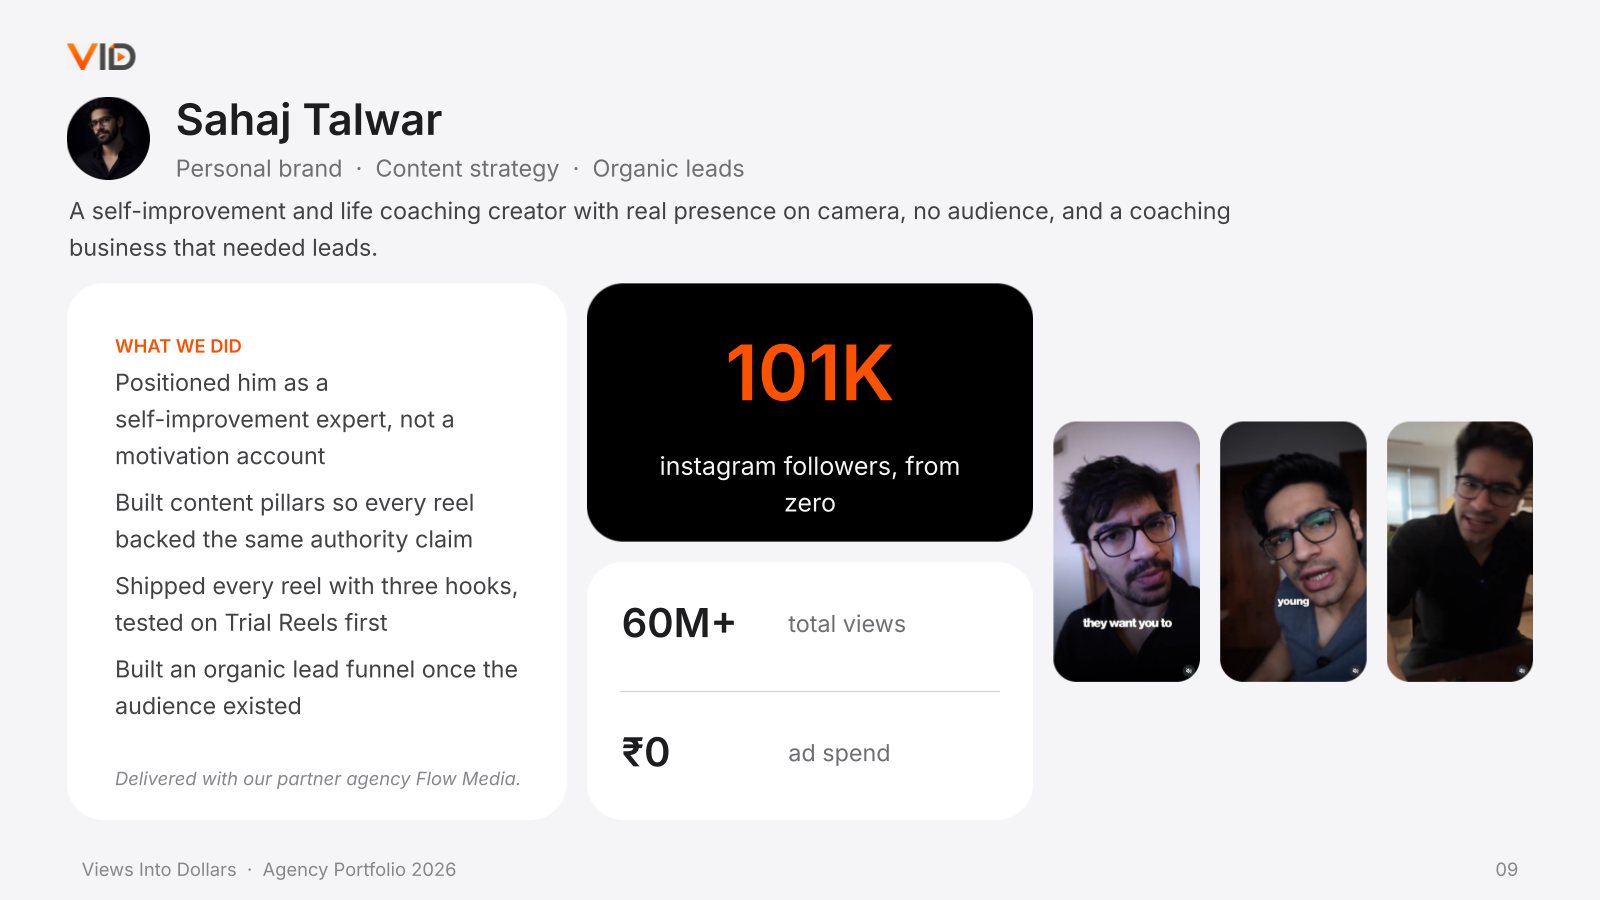 VID
Sahaj Talwar
Personal brand · Content strategy · Organic leads
A self-improvement and life coaching creator with real presence on camera, no audience, and a coaching
business that needed leads.
WHAT WE DID
Positioned him as a
self-improvement expert, not a
motivation account
Built content pillars so every reel
backed the same authority claim
Shipped every reel with three hooks,
tested on Trial Reels first
Built an organic lead funnel once the
audience existed
Delivered with our partner agency Flow Media.
101K
instagram followers, from
zero
60M+ total views
₹0 ad spend
they want you to
young
Views Into Dollars · Agency Portfolio 2026
09